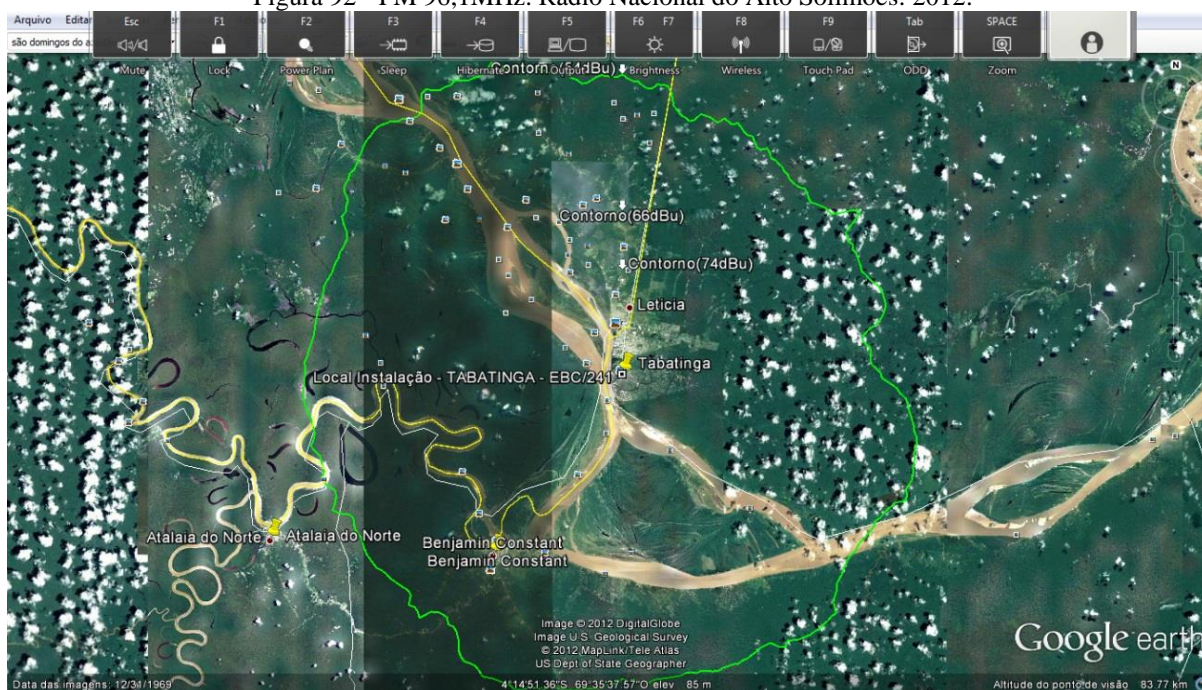 Figura 92 - FM 96,1MHz. Rádio Nacional do Alto Solimões. 2012.
Arquivo Editar
são domingos do a
Esc F1 F2 F3 F4 F5 F6 F7 F8 F9 Tab SPACE
Mute Lock Power Plan Sleep Hibernate Output Brightness Wireless Touch Pad ODD Zoom
Contorno(54dBu)
N
Contorno(66dBu)
Contorno(74dBu)
Leticia
Tabatinga
Local Instalação - TABATINGA - EBC/241
Atalaia do Norte Atalaia do Norte
Benjamin Constant
Benjamin Constant
Image © 2012 DigitalGlobe
Image U.S. Geological Survey
© 2012 MapLink/Tele Atlas
US Dept of State Geographer
Google earth
Data das imagens: 12/31/1969 4°14'51.36"S 69°35'37.57"O elev 85 m Altitude do ponto de visão 83.77 km